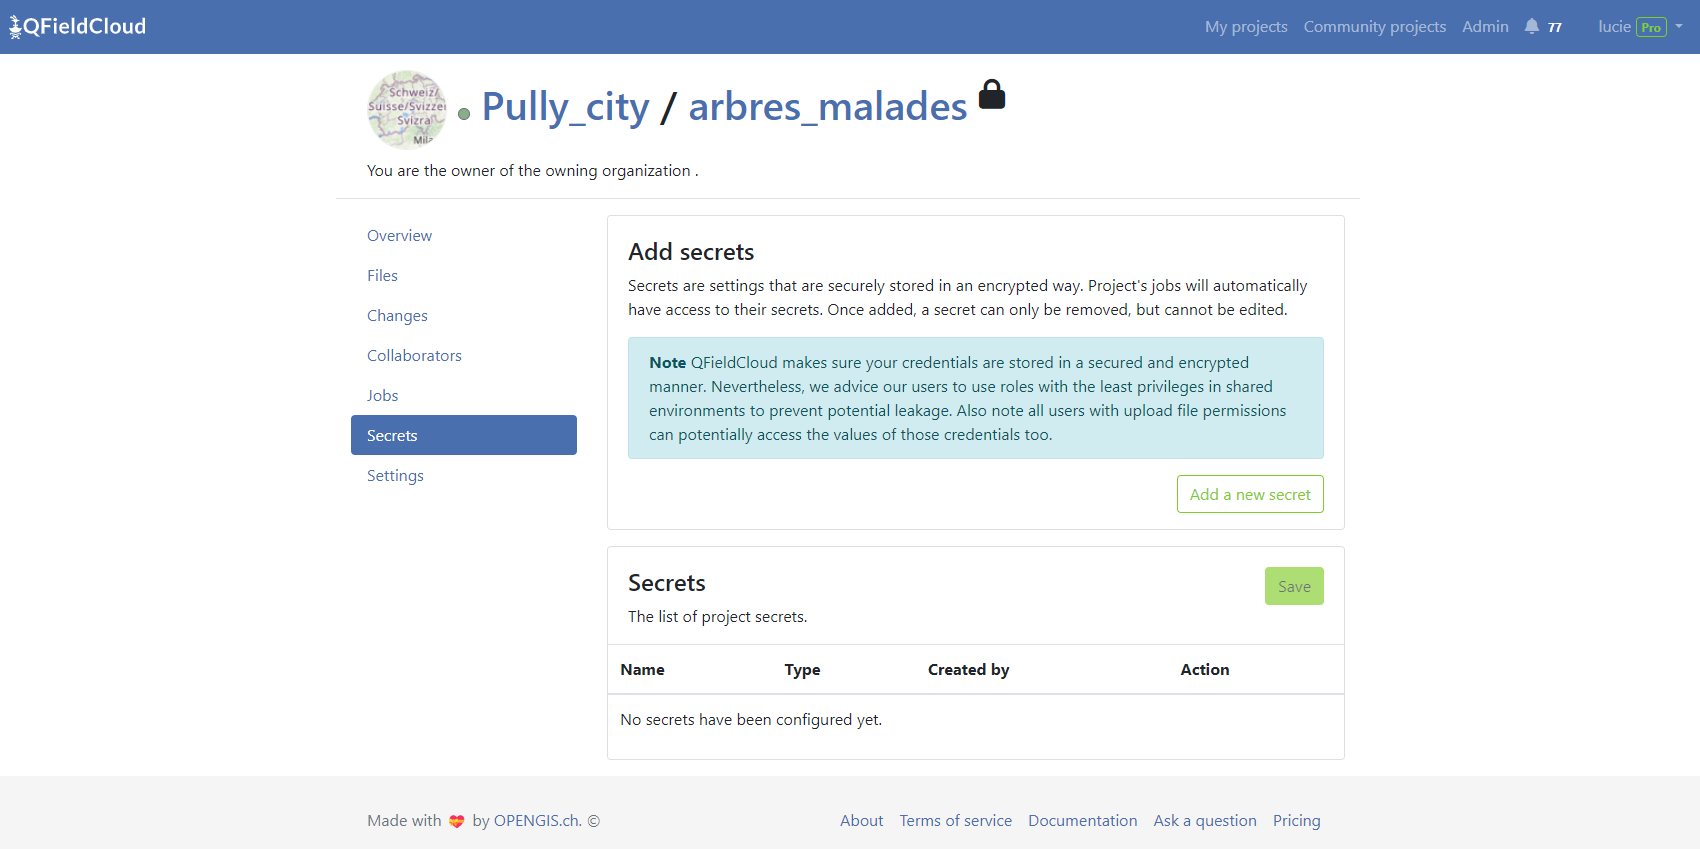 QFieldCloud
My projects Community projects Admin 77 lucie Pro
Schweiz/
Suisse/Svizzer
Svizra
Mila
Pully_city / arbres_malades
You are the owner of the owning organization .
Overview
Files
Changes
Collaborators
Jobs
Secrets
Settings
Add secrets
Secrets are settings that are securely stored in an encrypted way. Project's jobs will automatically
have access to their secrets. Once added, a secret can only be removed, but cannot be edited.
Note QFieldCloud makes sure your credentials are stored in a secured and encrypted
manner. Nevertheless, we advice our users to use roles with the least privileges in shared
environments to prevent potential leakage. Also note all users with upload file permissions
can potentially access the values of those credentials too.
Add a new secret
Secrets
Save
The list of project secrets.
Name Type Created by Action
No secrets have been configured yet.
Made with 💝 by OPENGIS.ch. ©
About Terms of service Documentation Ask a question Pricing